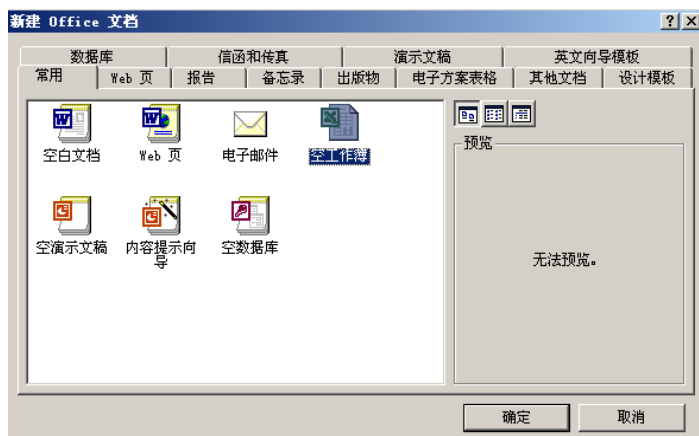 新建 Office 文档
数据库 信函和传真 演示文稿 英文向导模板
常用 Web 页 报告 备忘录 出版物 电子方案表格 其他文档 设计模板
空白文档 Web 页 电子邮件 空工作簿
空演示文稿 内容提示向导 空数据库
预览
无法预览。
确定 取消